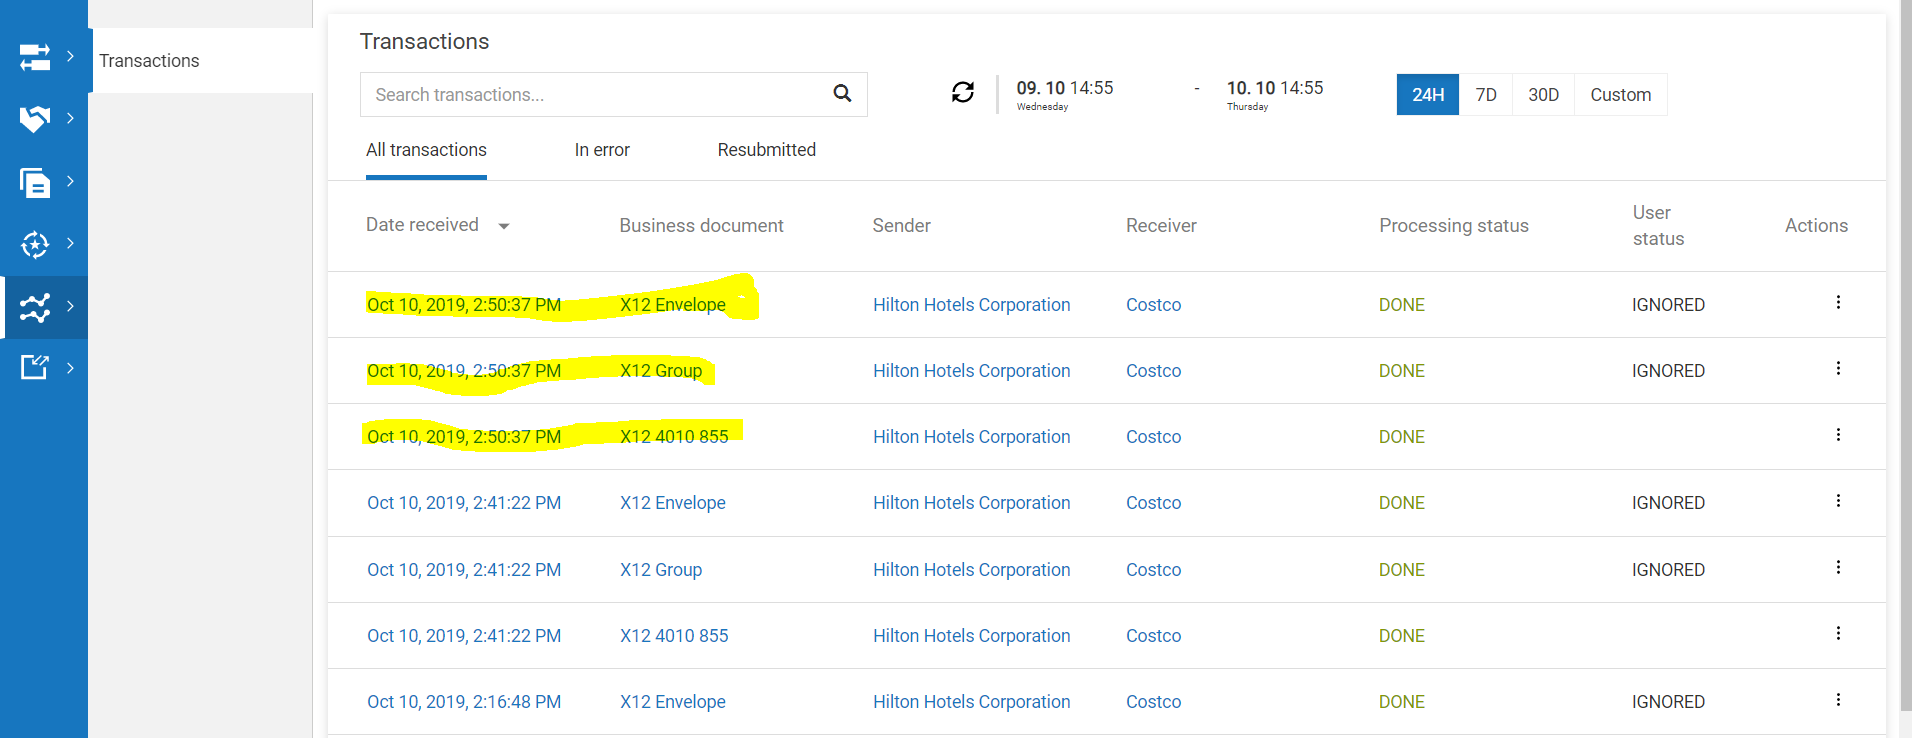 Transactions
Transactions
Search transactions...
09. 10 14:55 - 10. 10 14:55
Wednesday Thursday
24H 7D 30D Custom
All transactions In error Resubmitted
Date received Business document Sender Receiver Processing status User status Actions
Oct 10, 2019, 2:50:37 PM X12 Envelope Hilton Hotels Corporation Costco DONE IGNORED
Oct 10, 2019, 2:50:37 PM X12 Group Hilton Hotels Corporation Costco DONE IGNORED
Oct 10, 2019, 2:50:37 PM X12 4010 855 Hilton Hotels Corporation Costco DONE
Oct 10, 2019, 2:41:22 PM X12 Envelope Hilton Hotels Corporation Costco DONE IGNORED
Oct 10, 2019, 2:41:22 PM X12 Group Hilton Hotels Corporation Costco DONE IGNORED
Oct 10, 2019, 2:41:22 PM X12 4010 855 Hilton Hotels Corporation Costco DONE
Oct 10, 2019, 2:16:48 PM X12 Envelope Hilton Hotels Corporation Costco DONE IGNORED